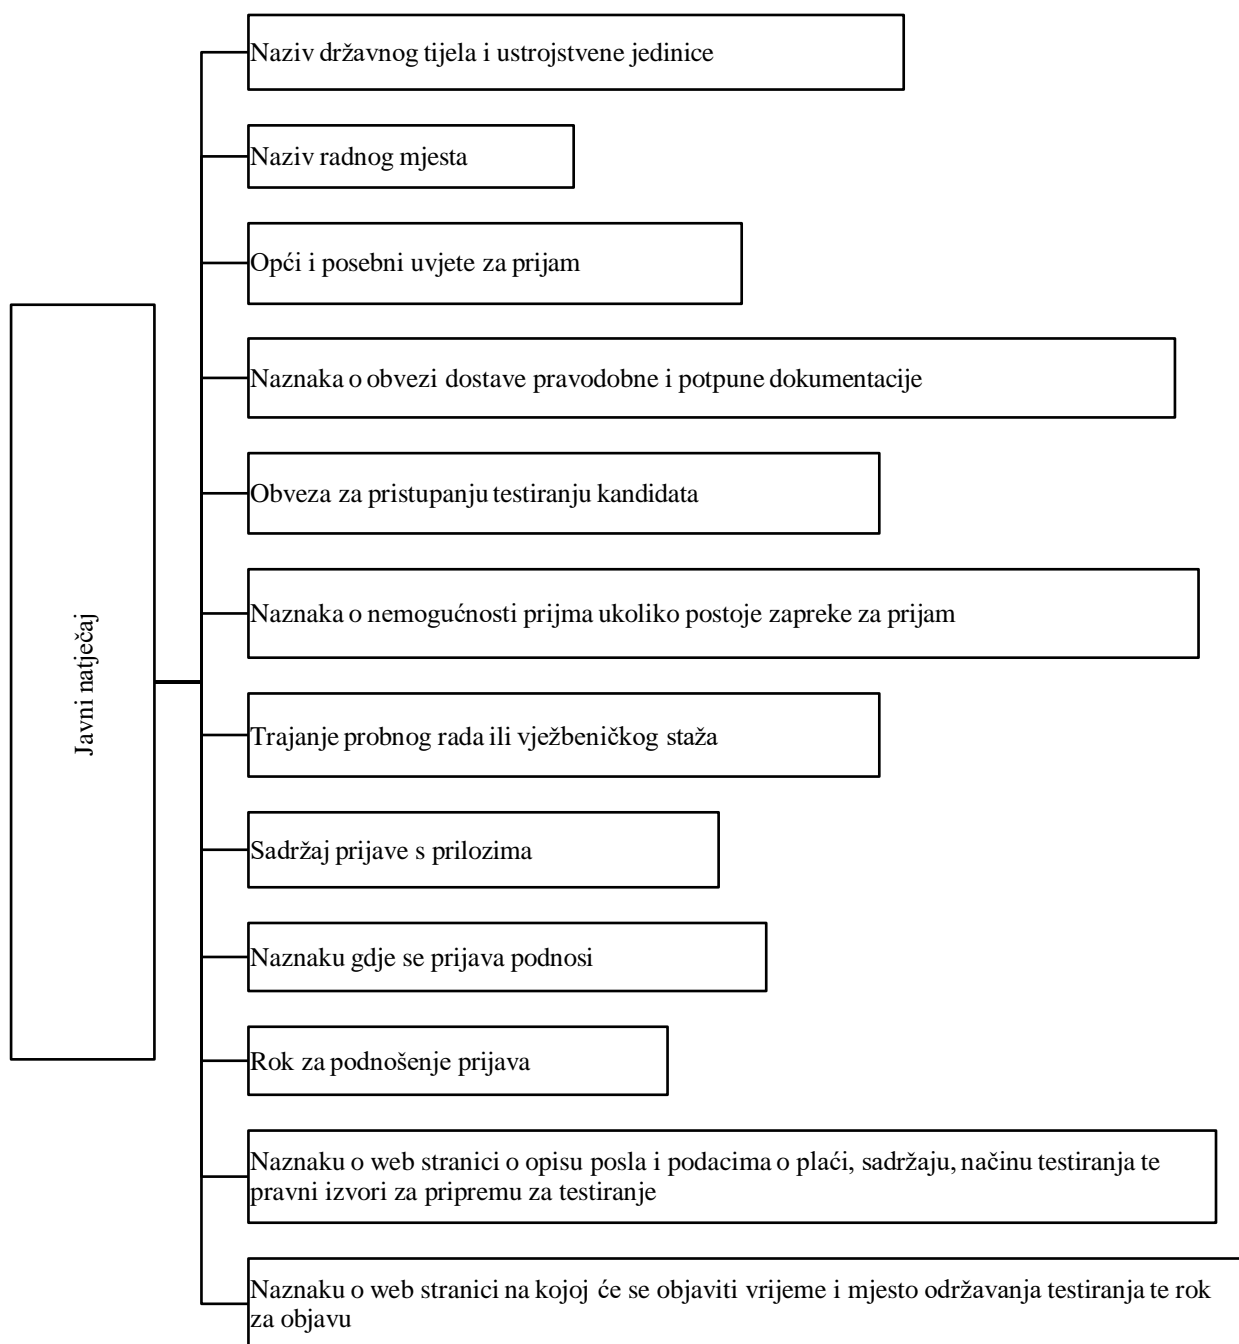 Javni natječaj
Naziv državnog tijela i ustrojstvene jedinice
Naziv radnog mjesta
Opći i posebni uvjete za prijam
Naznaka o obvezi dostave pravodobne i potpune dokumentacije
Obveza za pristupanju testiranju kandidata
Naznaka o nemogućnosti prijma ukoliko postoje zapreke za prijam
Trajanje probnog rada ili vježbeničkog staža
Sadržaj prijave s prilozima
Naznaku gdje se prijava podnosi
Rok za podnošenje prijava
Naznaku o web stranici o opisu posla i podacima o plaći, sadržaju, načinu testiranja te
pravni izvori za pripremu za testiranje
Naznaku o web stranici na kojoj će se objaviti vrijeme i mjesto održavanja testiranja te rok
za objavu